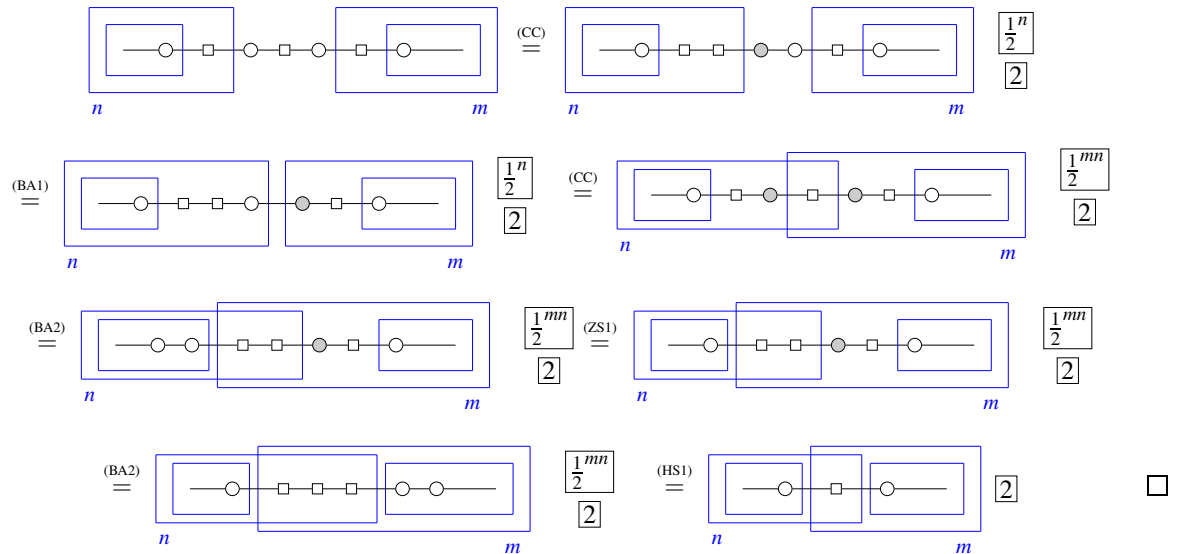 n m (CC) = n m 1/2 n 2
(BA1) = n m 1/2 n 2 (CC) = n m 1/2 mn 2
(BA2) = n m 1/2 mn 2 (ZS1) = n m 1/2 mn 2
(BA2) = n m 1/2 mn 2 (HS1) = n m 2 □